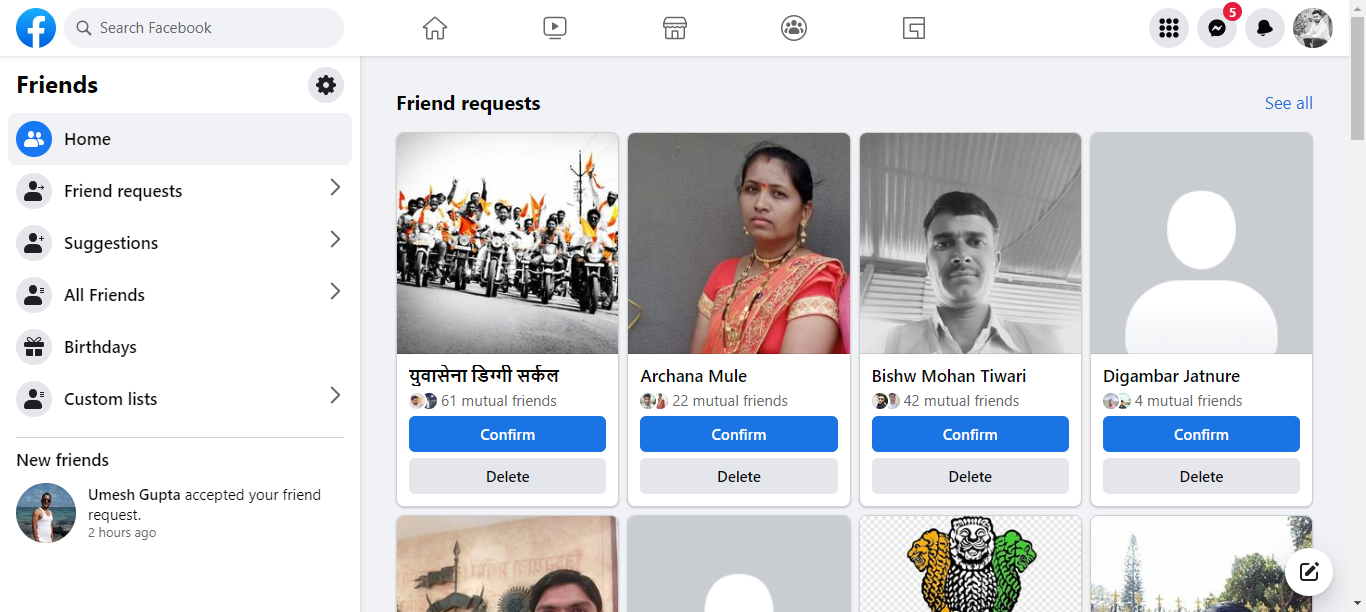 Search Facebook
5
Friends
Home
Friend requests
Suggestions
All Friends
Birthdays
Custom lists
New friends
Umesh Gupta accepted your friend
request.
2 hours ago
Friend requests
See all
युवासेना डिग्गी सर्कल
61 mutual friends
Confirm
Delete
Archana Mule
22 mutual friends
Confirm
Delete
Bishw Mohan Tiwari
42 mutual friends
Confirm
Delete
Digambar Jatnure
4 mutual friends
Confirm
Delete